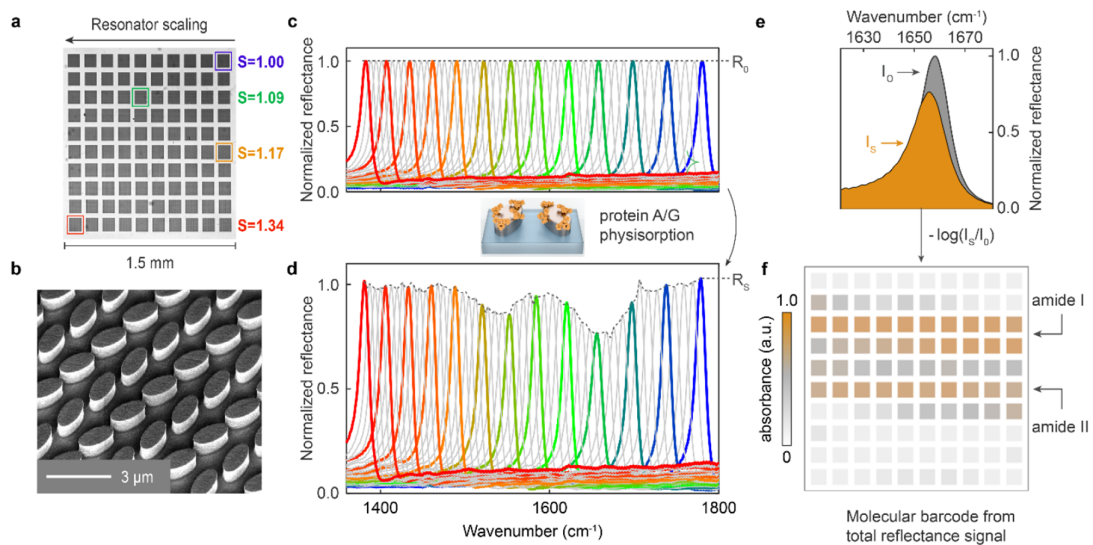 a
Resonator scaling
S=1.00
S=1.09
S=1.17
S=1.34
1.5 mm
b
3 µm
c
Normalized reflectance
1.0
0.5
0.0
R₀
protein A/G
physisorption
d
Normalized reflectance
1.0
0.5
0.0
Rₛ
1400
1600
1800
Wavenumber (cm⁻¹)
e
Wavenumber (cm⁻¹)
1630
1650
1670
I₀
Iₛ
1.0
0.5
0.0
Normalized reflectance
- log(Iₛ/I₀)
f
1.0
absorbance (a.u.)
0
amide I
amide II
Molecular barcode from
total reflectance signal